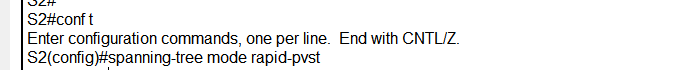 S2#
S2#conf t
Enter configuration commands, one per line. End with CNTL/Z.
S2(config)#spanning-tree mode rapid-pvst